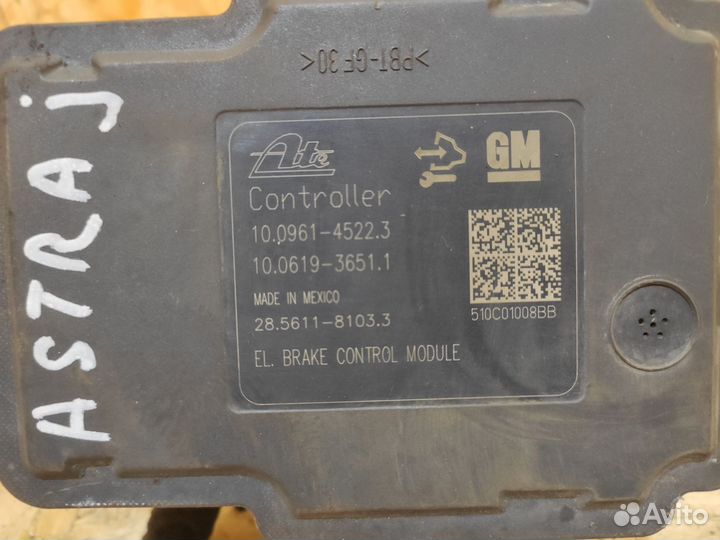 >PBT-GF30<
Ate
GM
Controller
10.0961-4522.3
10.0619-3651.1
MADE IN MEXICO
28.5611-8103.3
510C01008BB
EL. BRAKE CONTROL MODULE
ASTRA j
Avito